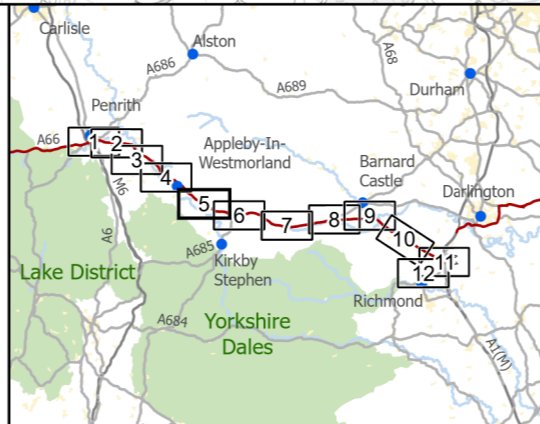 Carlisle
Alston
A68
A686
A689
Durham
Penrith
A66
1
2
3
4
5
6
7
8
9
10
11
12
Appleby-In-
Westmorland
Barnard
Castle
Darlington
M6
A6
A685
Kirkby
Stephen
Lake District
Richmond
A684
Yorkshire
Dales
A1(M)